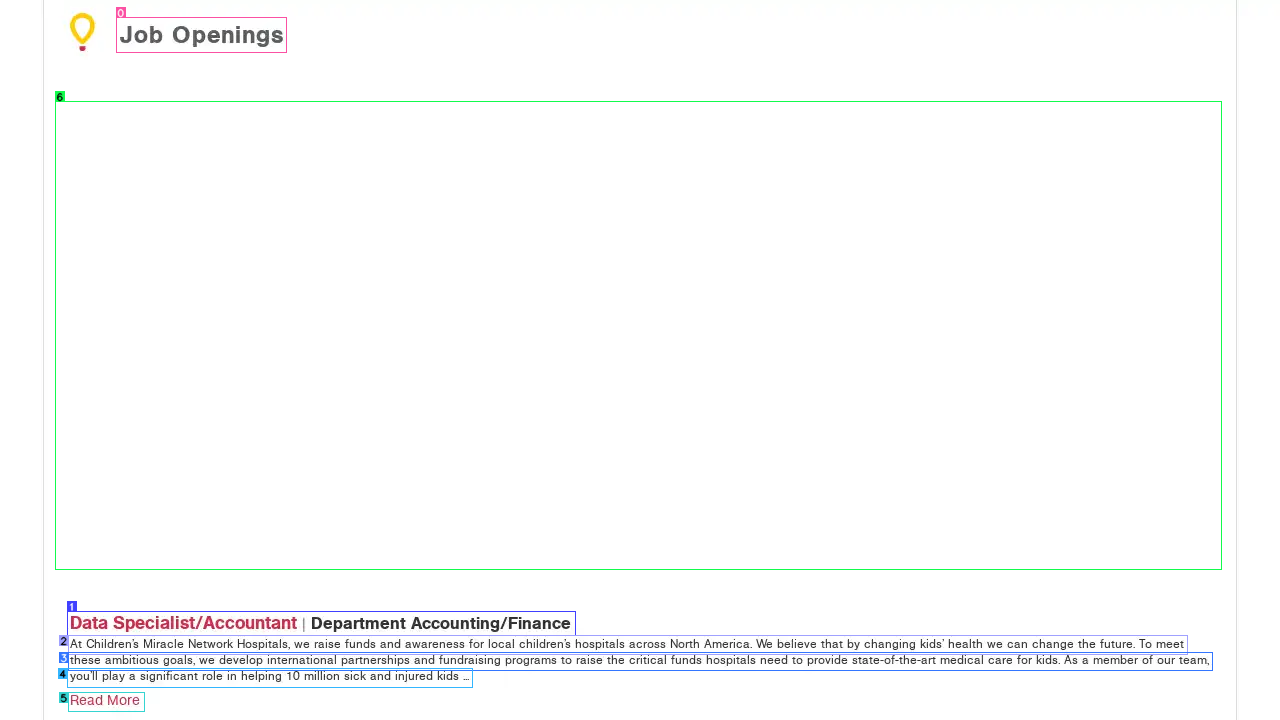 Job Openings
Data Specialist/Accountant | Department Accounting/Finance
At Children’s Miracle Network Hospitals, we raise funds and awareness for local children’s hospitals across North America. We believe that by changing kids’ health we can change the future. To meet
these ambitious goals, we develop international partnerships and fundraising programs to raise the critical funds hospitals need to provide state-of-the-art medical care for kids. As a member of our team,
you’ll play a significant role in helping 10 million sick and injured kids ...
Read More
0
6
1
2
3
4
5